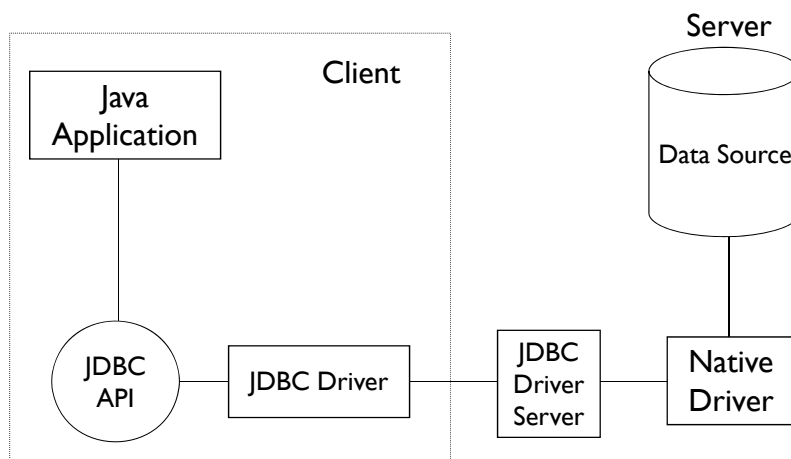 Server
Client
Java
Application
Data Source
JDBC
API
JDBC Driver
JDBC
Driver
Server
Native
Driver